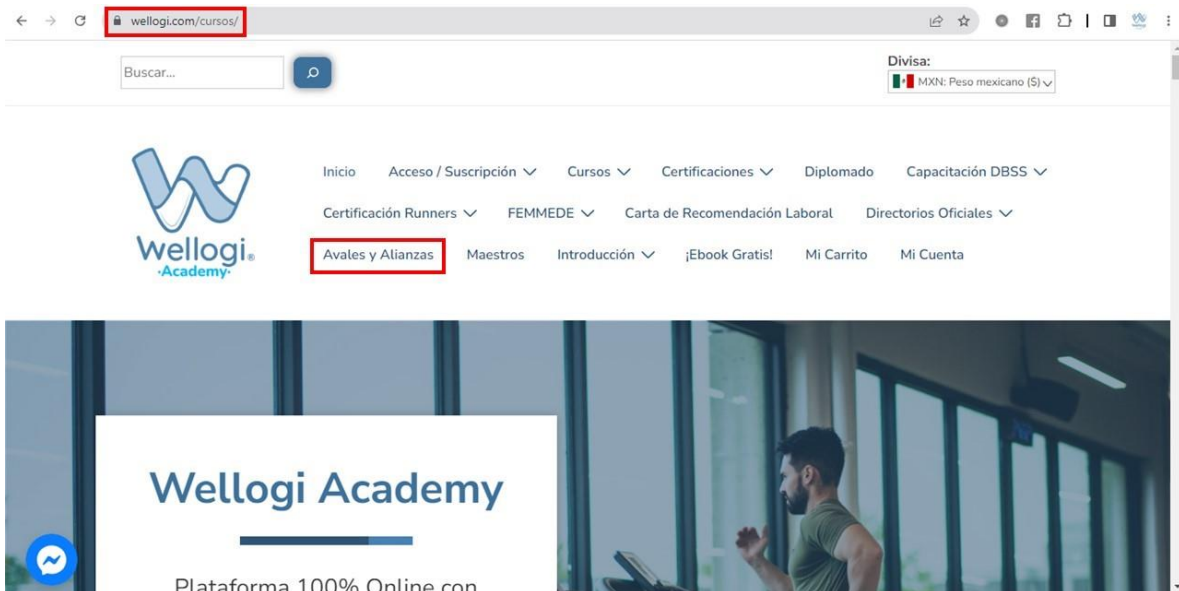 wellogi.com/cursos/
Buscar...
Divisa:
MXN: Peso mexicano ($)
Wellogi®
·Academy·
Inicio Acceso / Suscripción Cursos Certificaciones Diplomado Capacitación DBSS
Certificación Runners FEMMEDE Carta de Recomendación Laboral Directorios Oficiales
Avales y Alianzas Maestros Introducción ¡Ebook Gratis! Mi Carrito Mi Cuenta
Wellogi Academy
Plataforma 100% Online con